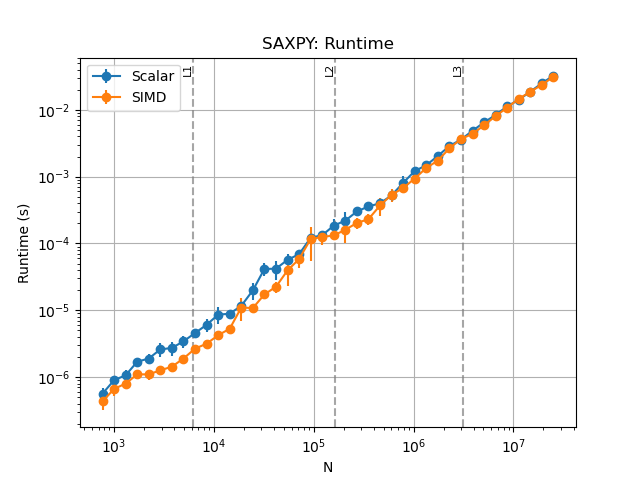 SAXPY: Runtime
Scalar
SIMD
L1
L2
L3
Runtime (s)
10⁻²
10⁻³
10⁻⁴
10⁻⁵
10⁻⁶
10³
10⁴
10⁵
10⁶
10⁷
N